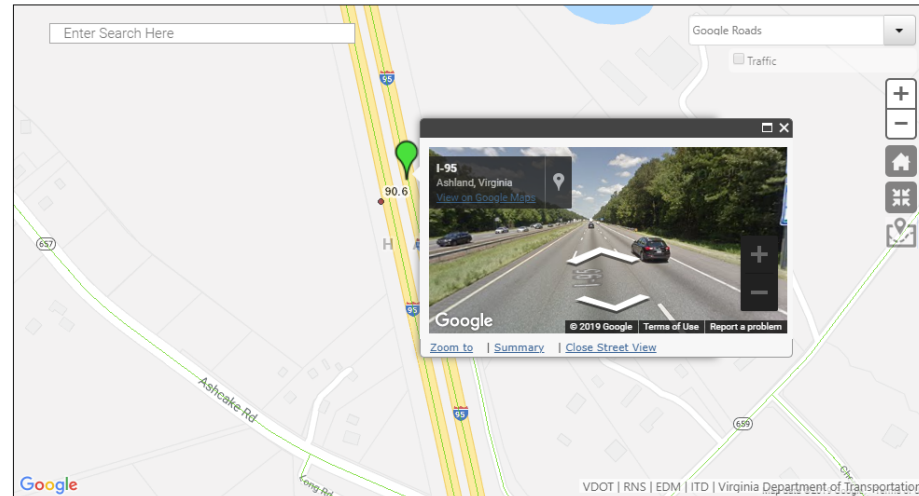 Enter Search Here
Google Roads
Traffic
95
+
−
I-95
Ashland, Virginia
View on Google Maps
90.6
657
H
+
I-95
−
95
Google
© 2019 Google
Terms of Use
Report a problem
Zoom to | Summary | Close Street View
Ashcake Rd
95
659
Long Rd
Google
VDOT | RNS | EDM | ITD | Virginia Department of Transportation